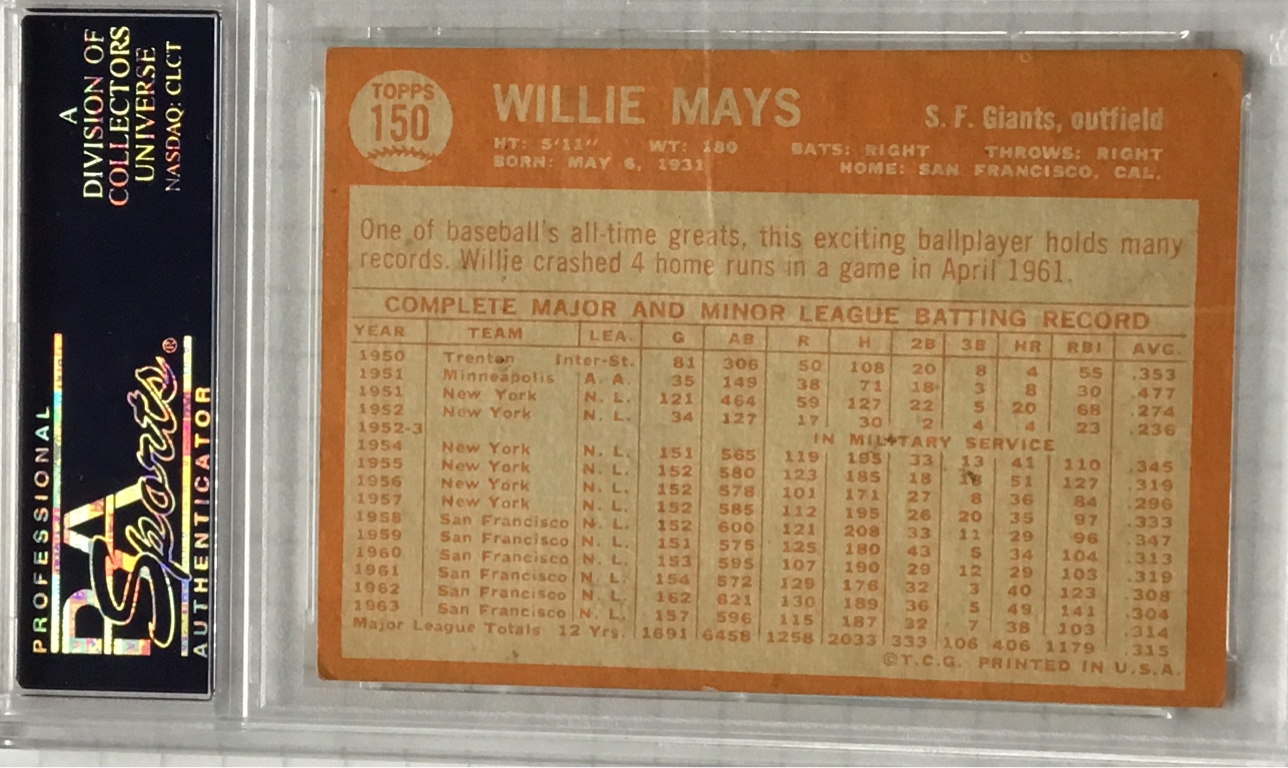 A
DIVISION OF
COLLECTORS
UNIVERSE
NASDAQ: CLCT
PROFESSIONAL
PSA
Sports®
AUTHENTICATOR
TOPPS
150
WILLIE MAYS
S. F. Giants, outfield
HT: 5'11" WT: 180 BATS: RIGHT THROWS: RIGHT
BORN: MAY 6, 1931 HOME: SAN FRANCISCO, CAL.
One of baseball's all-time greats, this exciting ballplayer holds many
records. Willie crashed 4 home runs in a game in April 1961.
COMPLETE MAJOR AND MINOR LEAGUE BATTING RECORD
YEAR TEAM LEA. G AB R H 2B 3B HR RBI AVG.
1950 Trenton Inter-St. 81 306 50 108 20 8 4 55 .353
1951 Minneapolis A. A. 35 149 38 71 18 3 8 30 .477
1951 New York N. L. 121 464 59 127 22 5 20 68 .274
1952 New York N. L. 34 127 17 30 2 4 4 23 .236
1952-3 IN MILITARY SERVICE
1954 New York N. L. 151 565 119 195 33 13 41 110 .345
1955 New York N. L. 152 580 123 185 18 13 51 127 .319
1956 New York N. L. 152 578 101 171 27 8 36 84 .296
1957 New York N. L. 152 585 112 195 26 20 35 97 .333
1958 San Francisco N. L. 152 600 121 208 33 11 29 96 .347
1959 San Francisco N. L. 151 575 125 180 43 5 34 104 .313
1960 San Francisco N. L. 153 595 107 190 29 12 29 103 .319
1961 San Francisco N. L. 154 572 129 176 32 3 40 123 .308
1962 San Francisco N. L. 162 621 130 189 36 5 49 141 .304
1963 San Francisco N. L. 157 596 115 187 32 7 38 103 .314
Major League Totals 12 Yrs. 1691 6458 1258 2033 333 106 406 1179 .315
©T.C.G. PRINTED IN U.S.A.